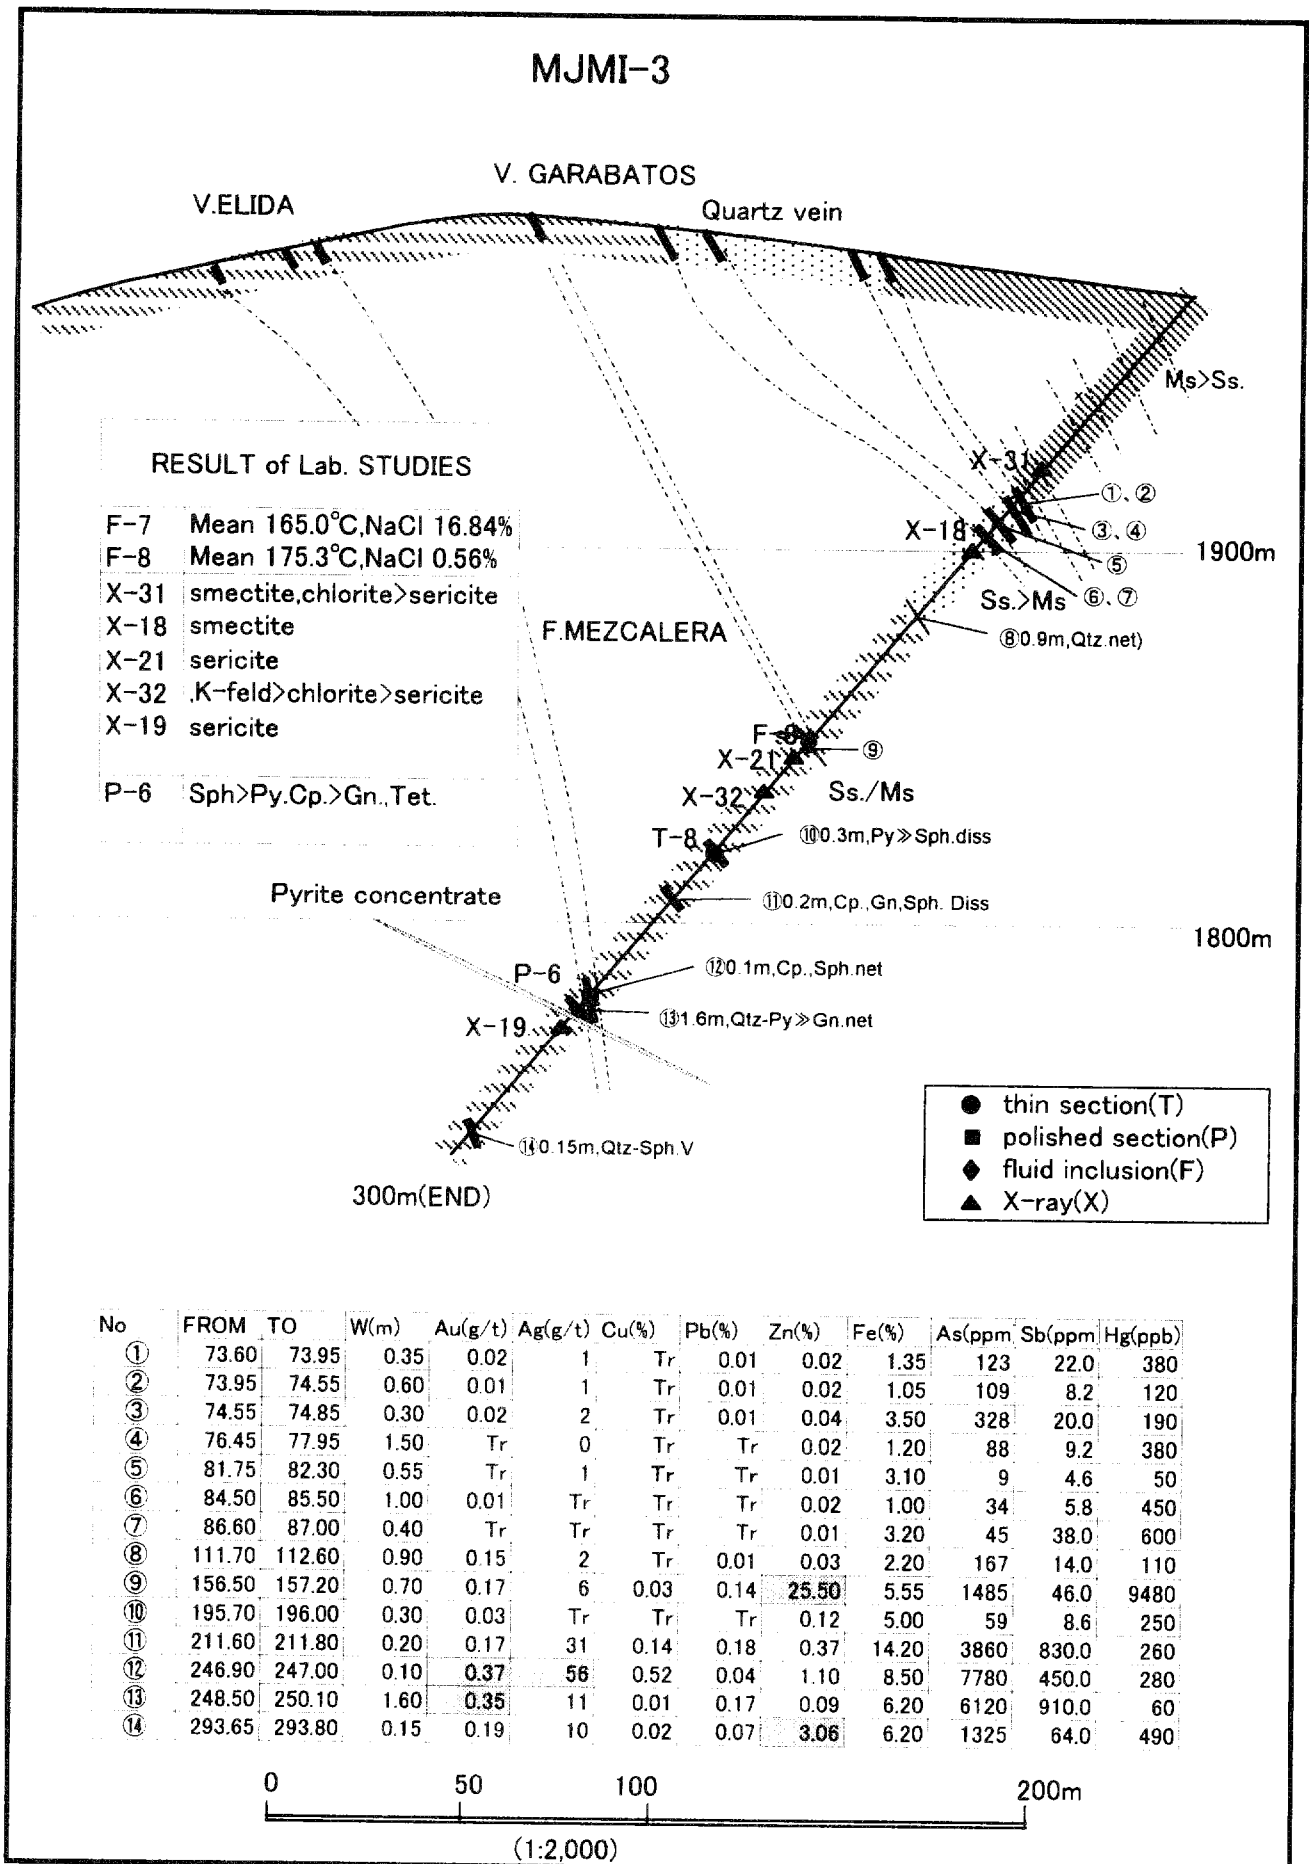 MJMI-3
V. GARABATOS
V.ELIDA
Quartz vein
Ms>Ss.
RESULT of Lab. STUDIES
F-7 Mean 165.0°C,NaCl 16.84%
F-8 Mean 175.3°C,NaCl 0.56%
X-31 smectite,chlorite>sericite
X-18 smectite
X-21 sericite
X-32 ,K-feld>chlorite>sericite
X-19 sericite
P-6 Sph>Py.Cp.>Gn.,Tet.
X-31
①、②
X-18
③、④
1900m
⑤
Ss.>Ms
⑥、⑦
F.MEZCALERA
⑧0.9m,Qtz.net)
F-8
⑨
X-21
X-32
Ss./Ms
T-8
⑩0.3m,Py≫Sph.diss
Pyrite concentrate
⑪0.2m,Cp.,Gn,Sph. Diss
1800m
P-6
⑫0.1m,Cp.,Sph.net
X-19
⑬1.6m,Qtz-Py≫Gn.net
⑭0.15m,Qtz-Sph.V
300m(END)
● thin section(T)
■ polished section(P)
◆ fluid inclusion(F)
▲ X-ray(X)
No FROM TO W(m) Au(g/t) Ag(g/t) Cu(%) Pb(%) Zn(%) Fe(%) As(ppm Sb(ppm Hg(ppb)
① 73.60 73.95 0.35 0.02 1 Tr 0.01 0.02 1.35 123 22.0 380
② 73.95 74.55 0.60 0.01 1 Tr 0.01 0.02 1.05 109 8.2 120
③ 74.55 74.85 0.30 0.02 2 Tr 0.01 0.04 3.50 328 20.0 190
④ 76.45 77.95 1.50 Tr 0 Tr Tr 0.02 1.20 88 9.2 380
⑤ 81.75 82.30 0.55 Tr 1 Tr Tr 0.01 3.10 9 4.6 50
⑥ 84.50 85.50 1.00 0.01 Tr Tr Tr 0.02 1.00 34 5.8 450
⑦ 86.60 87.00 0.40 Tr Tr Tr Tr 0.01 3.20 45 38.0 600
⑧ 111.70 112.60 0.90 0.15 2 Tr 0.01 0.03 2.20 167 14.0 110
⑨ 156.50 157.20 0.70 0.17 6 0.03 0.14 25.50 5.55 1485 46.0 9480
⑩ 195.70 196.00 0.30 0.03 Tr Tr Tr 0.12 5.00 59 8.6 250
⑪ 211.60 211.80 0.20 0.17 31 0.14 0.18 0.37 14.20 3860 830.0 260
⑫ 246.90 247.00 0.10 0.37 56 0.52 0.04 1.10 8.50 7780 450.0 280
⑬ 248.50 250.10 1.60 0.35 11 0.01 0.17 0.09 6.20 6120 910.0 60
⑭ 293.65 293.80 0.15 0.19 10 0.02 0.07 3.06 6.20 1325 64.0 490
0 50 100 200m
(1:2,000)